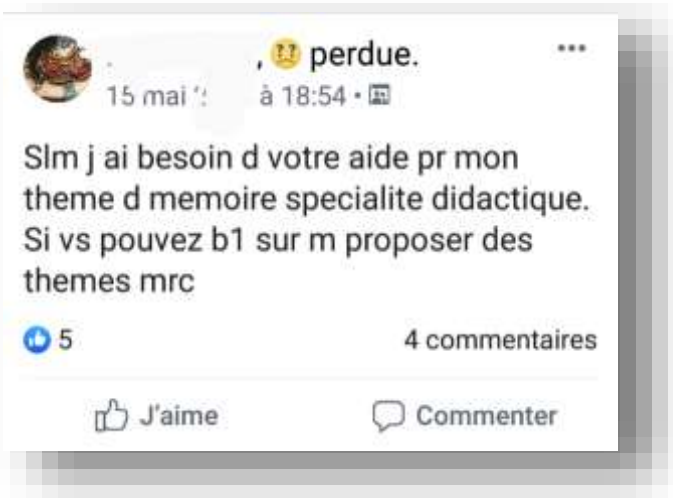 , perdue.
15 mai à 18:54 •
Slm j ai besoin d votre aide pr mon
theme d memoire specialite didactique.
Si vs pouvez b1 sur m proposer des
themes mrc
5 4 commentaires
J'aime Commenter